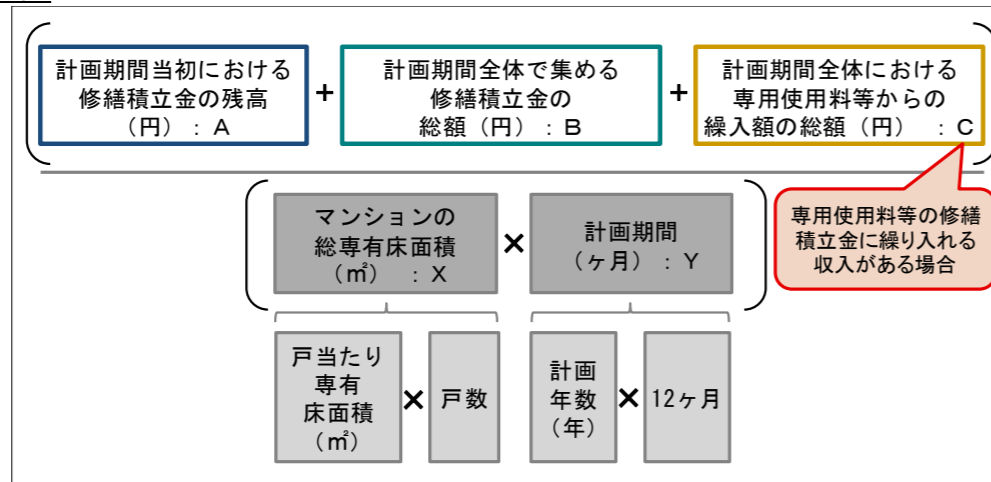 計画期間当初における
修繕積立金の残高
（円）：A
+
計画期間全体で集める
修繕積立金の
総額（円）：B
+
計画期間全体における
専用使用料等からの
繰入額の総額（円）：C
マンションの
総専有床面積
（㎡）：X
×
計画期間
（ヶ月）：Y
専用使用料等の修繕
積立金に繰り入れる
収入がある場合
戸当たり
専有
床面積
（㎡）
×
戸数
計画
年数
（年）
×
12ヶ月